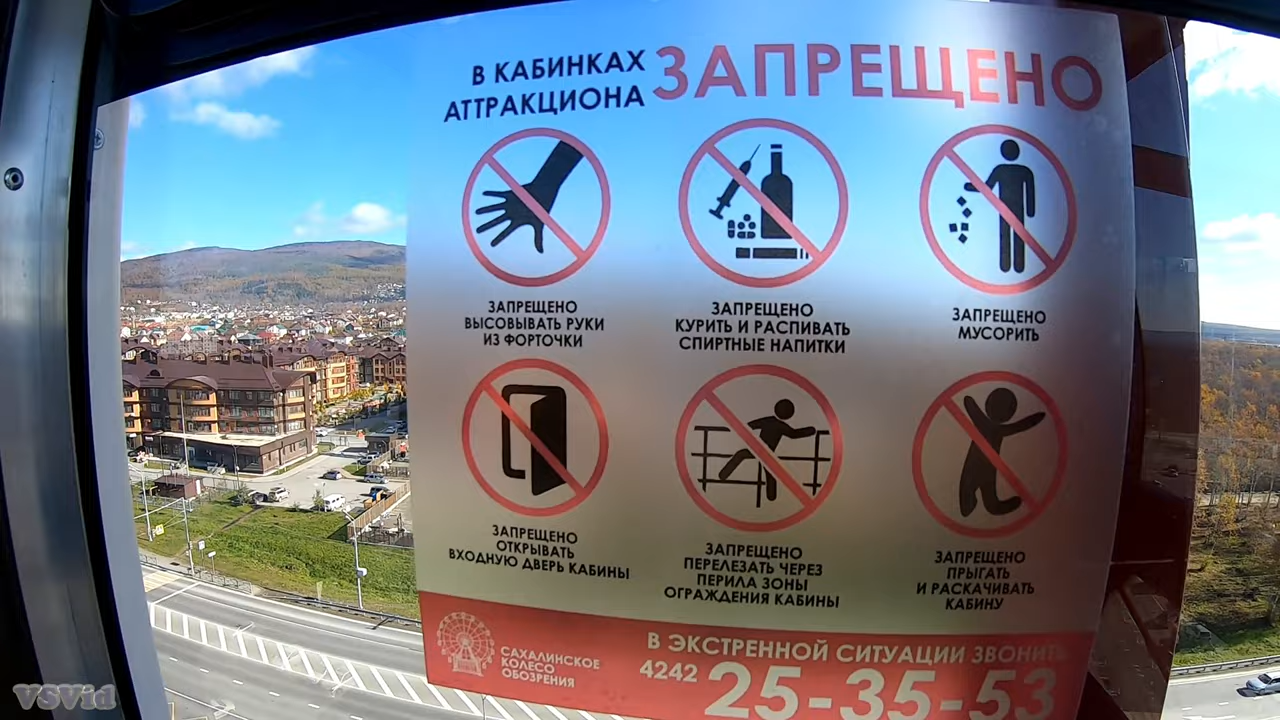 В КАБИНКАХ
АТТРАКЦИОНА
ЗАПРЕЩЕНО
ЗАПРЕЩЕНО
ВЫСОВЫВАТЬ РУКИ
ИЗ ФОРТОЧКИ
ЗАПРЕЩЕНО
КУРИТЬ И РАСПИВАТЬ
СПИРТНЫЕ НАПИТКИ
ЗАПРЕЩЕНО
МУСОРИТЬ
ЗАПРЕЩЕНО
ОТКРЫВАТЬ
ВХОДНУЮ ДВЕРЬ КАБИНЫ
ЗАПРЕЩЕНО
ПЕРЕЛЕЗАТЬ ЧЕРЕЗ
ПЕРИЛА ЗОНЫ
ОГРАЖДЕНИЯ КАБИНЫ
ЗАПРЕЩЕНО
ПРЫГАТЬ
И РАСКАЧИВАТЬ
КАБИНУ
САХАЛИНСКОЕ
КОЛЕСО
ОБОЗРЕНИЯ
В ЭКСТРЕННОЙ СИТУАЦИИ ЗВОНИТЬ
4242 25-35-53
VSVid